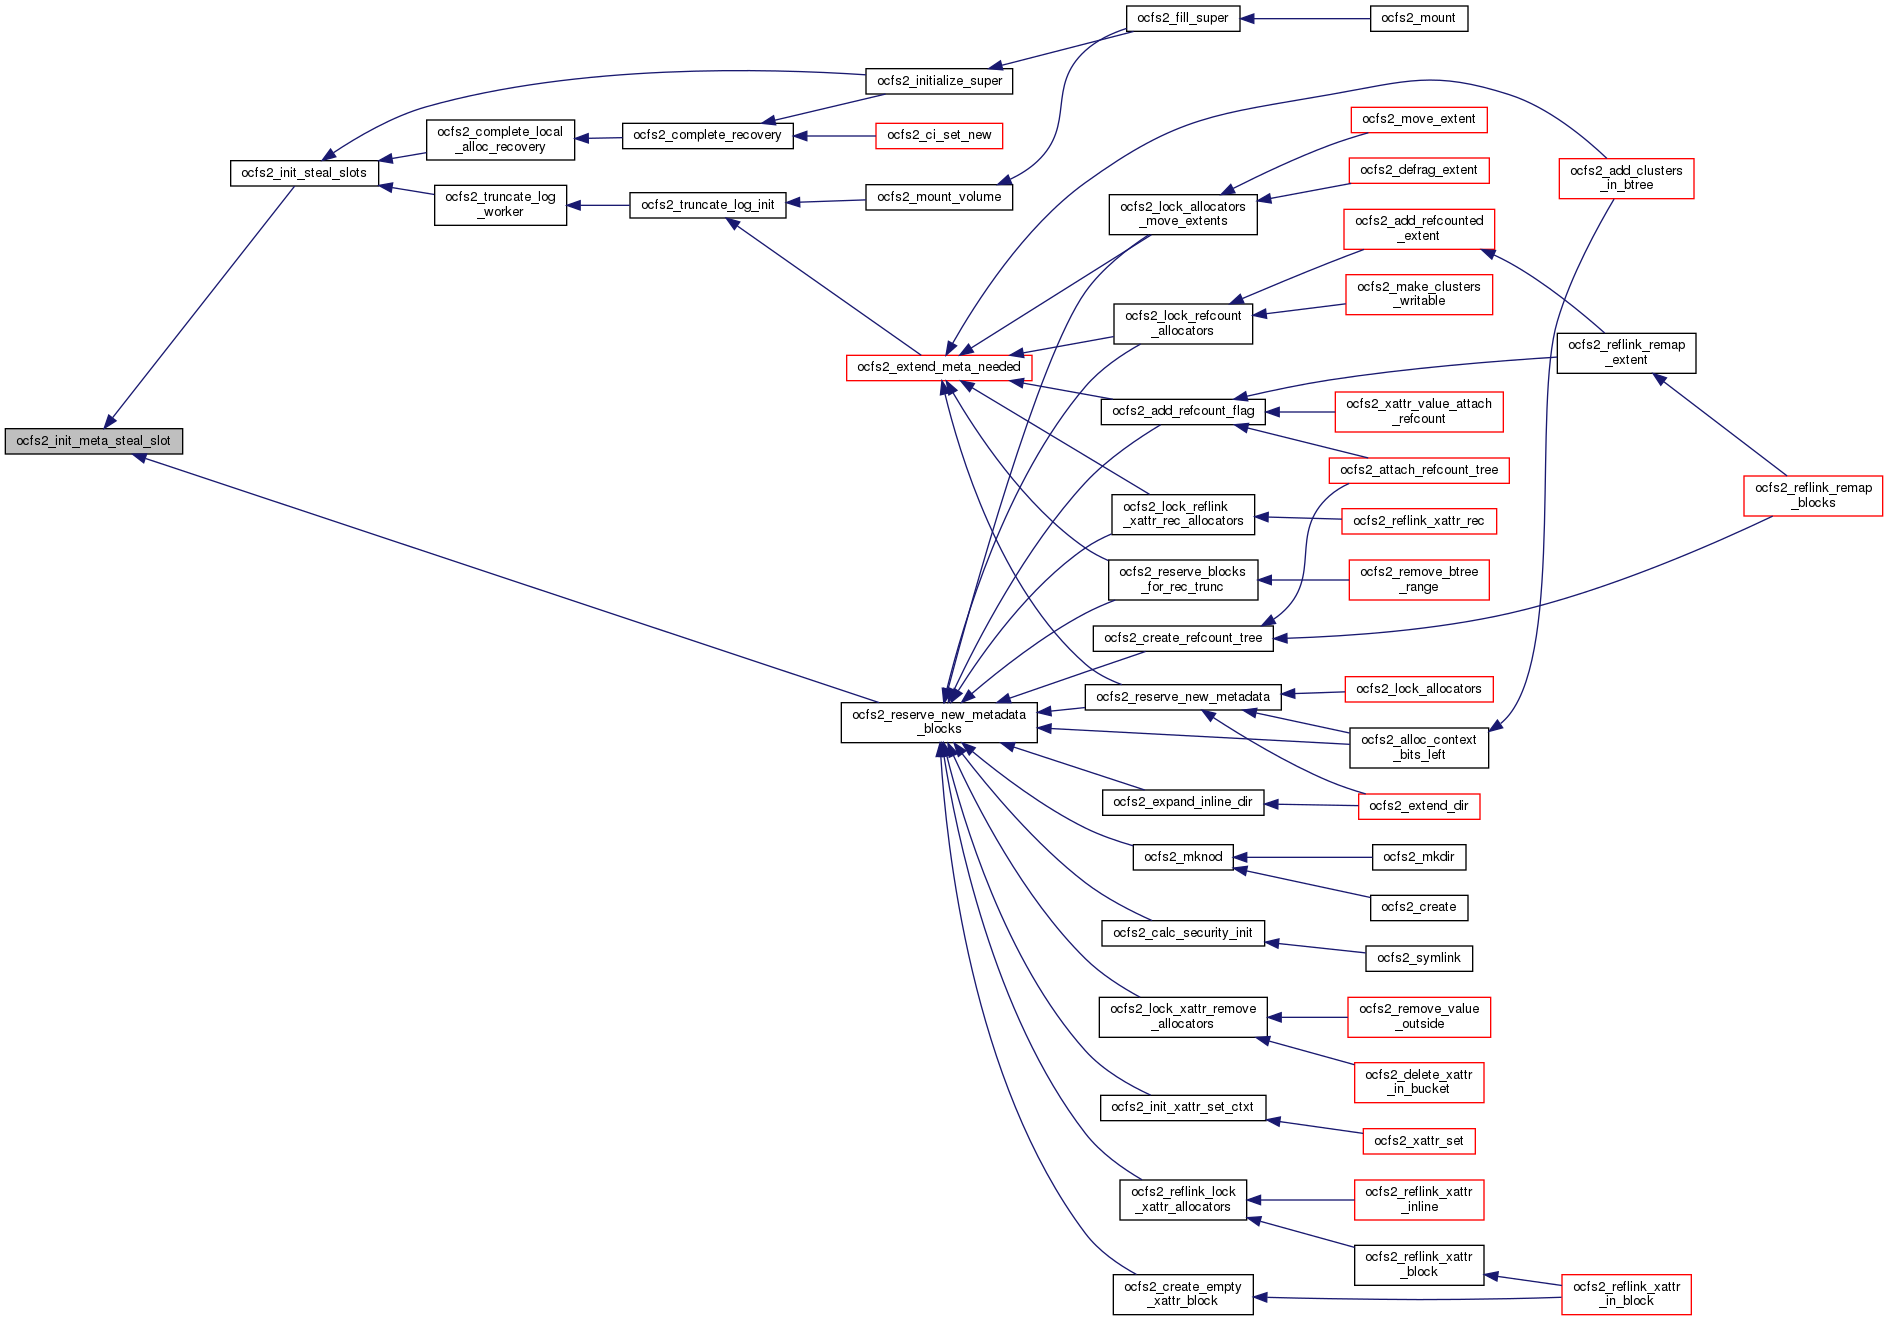 ocfs2_fill_super
ocfs2_mount
ocfs2_initialize_super
ocfs2_move_extent
ocfs2_complete_local
_alloc_recovery
ocfs2_complete_recovery
ocfs2_ci_set_new
ocfs2_init_steal_slots
ocfs2_defrag_extent
ocfs2_add_clusters
_in_btree
ocfs2_truncate_log
_worker
ocfs2_truncate_log_init
ocfs2_mount_volume
ocfs2_lock_allocators
_move_extents
ocfs2_add_refcounted
_extent
ocfs2_make_clusters
_writable
ocfs2_lock_refcount
_allocators
ocfs2_reflink_remap
_extent
ocfs2_extend_meta_needed
ocfs2_add_refcount_flag
ocfs2_xattr_value_attach
_refcount
ocfs2_init_meta_steal_slot
ocfs2_attach_refcount_tree
ocfs2_reflink_remap
_blocks
ocfs2_lock_reflink
_xattr_rec_allocators
ocfs2_reflink_xattr_rec
ocfs2_reserve_blocks
_for_rec_trunc
ocfs2_remove_btree
_range
ocfs2_create_refcount_tree
ocfs2_reserve_new_metadata
ocfs2_lock_allocators
ocfs2_reserve_new_metadata
_blocks
ocfs2_alloc_context
_bits_left
ocfs2_expand_inline_dir
ocfs2_extend_dir
ocfs2_mknod
ocfs2_mkdir
ocfs2_create
ocfs2_calc_security_init
ocfs2_symlink
ocfs2_lock_xattr_remove
_allocators
ocfs2_remove_value
_outside
ocfs2_delete_xattr
_in_bucket
ocfs2_init_xattr_set_ctxt
ocfs2_xattr_set
ocfs2_reflink_lock
_xattr_allocators
ocfs2_reflink_xattr
_inline
ocfs2_reflink_xattr
_block
ocfs2_create_empty
_xattr_block
ocfs2_reflink_xattr
_in_block